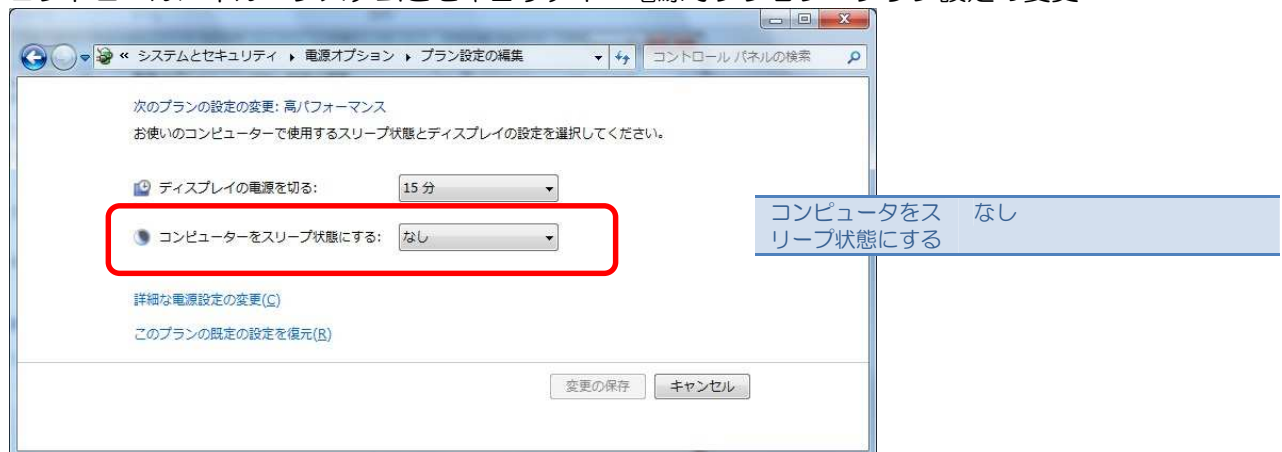 « システムとセキュリティ ▸ 電源オプション ▸ プラン設定の編集
コントロール パネルの検索
次のプランの設定の変更: 高パフォーマンス
お使いのコンピューターで使用するスリープ状態とディスプレイの設定を選択してください。
ディスプレイの電源を切る: 15 分
コンピューターをスリープ状態にする: なし
コンピュータをス なし
リープ状態にする
詳細な電源設定の変更(C)
このプランの既定の設定を復元(R)
変更の保存 キャンセル